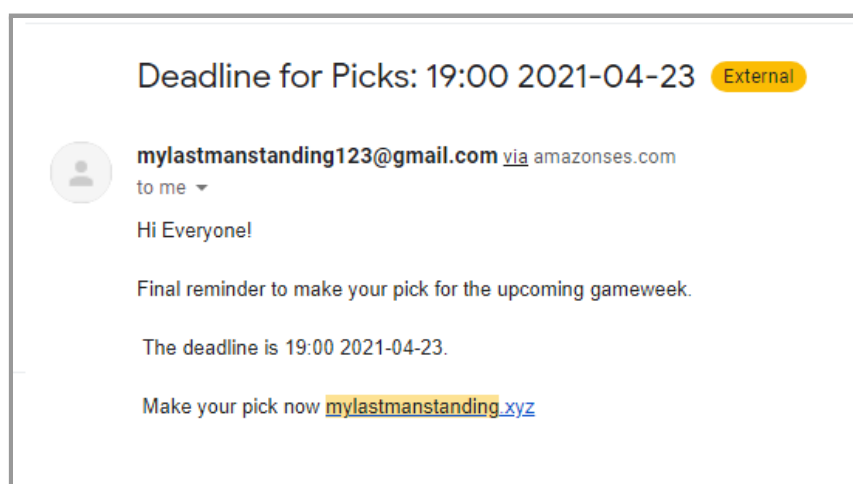 Deadline for Picks: 19:00 2021-04-23 External
mylastmanstanding123@gmail.com via amazonses.com
to me
Hi Everyone!
Final reminder to make your pick for the upcoming gameweek.
The deadline is 19:00 2021-04-23.
Make your pick now mylastmanstanding.xyz